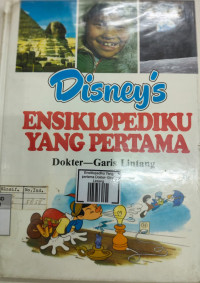 Disney's
ENSIKLOPEDIKU
YANG PERTAMA
Dokter—Garis Lintang